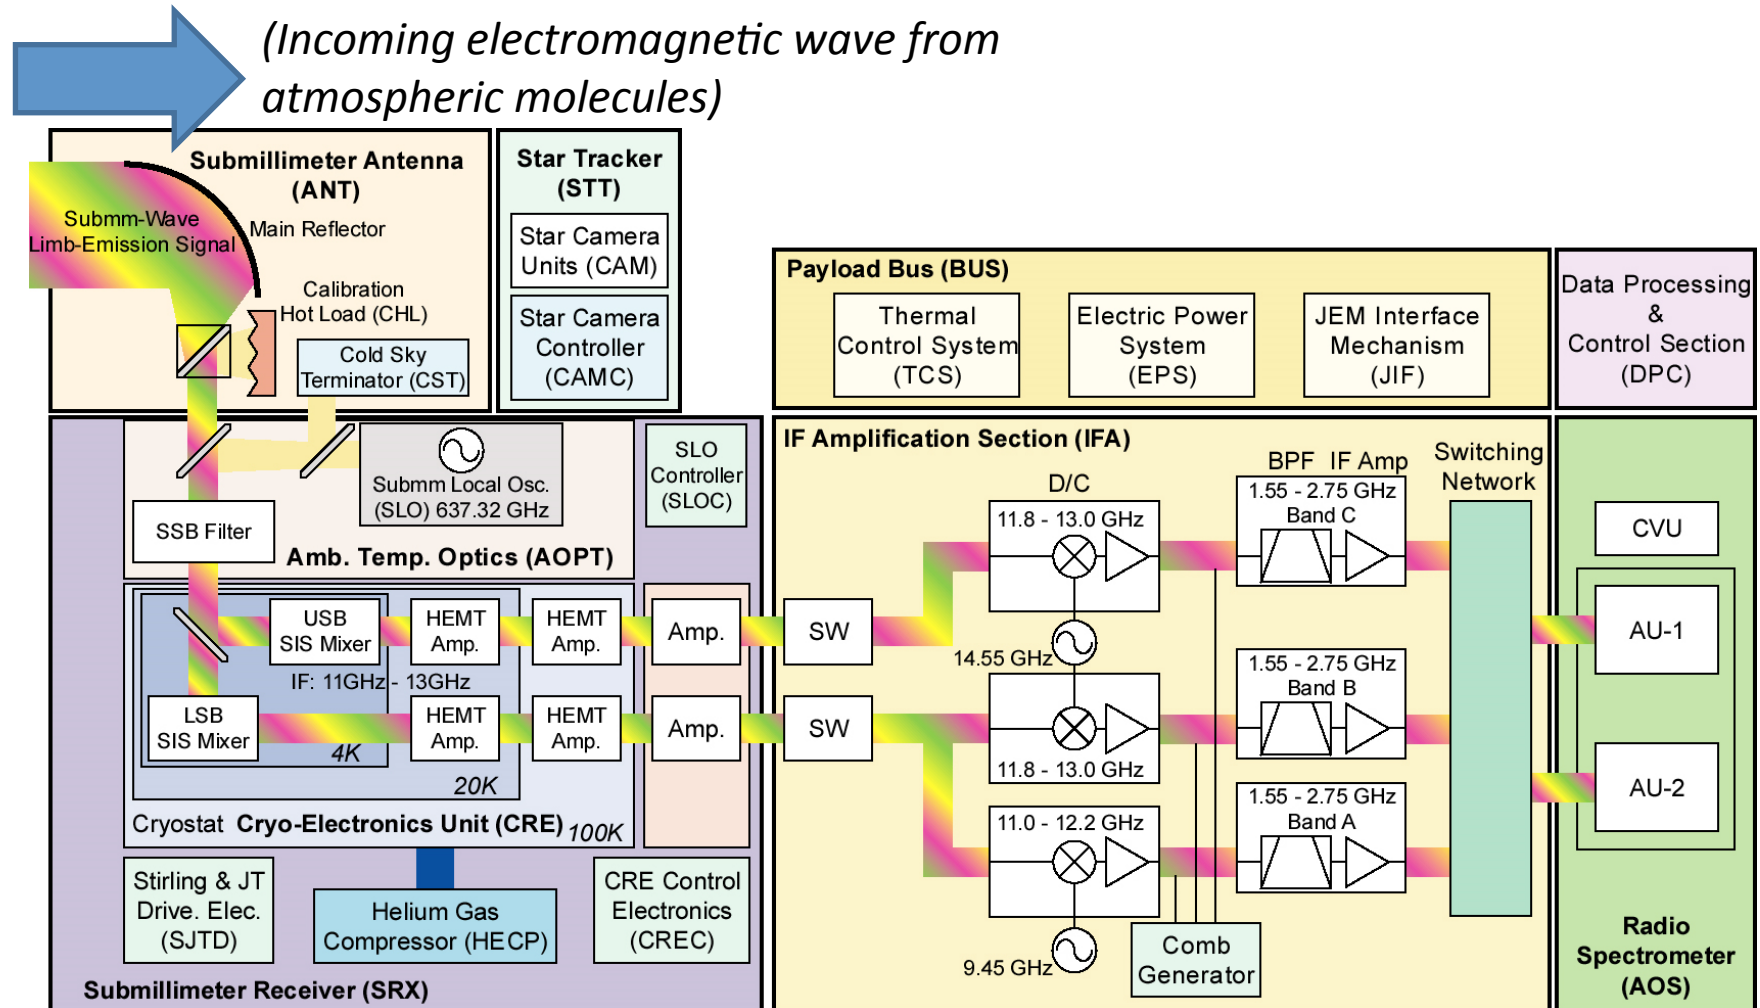 (Incoming electromagnetic wave from
atmospheric molecules)
Submillimeter Antenna
(ANT)
Submm-Wave
Limb-Emission Signal
Main Reflector
Calibration
Hot Load (CHL)
Cold Sky
Terminator (CST)
Star Tracker
(STT)
Star Camera
Units (CAM)
Star Camera
Controller
(CAMC)
Payload Bus (BUS)
Thermal
Control System
(TCS)
Electric Power
System
(EPS)
JEM Interface
Mechanism
(JIF)
Data Processing
&
Control Section
(DPC)
Submm Local Osc.
(SLO) 637.32 GHz
SSB Filter
Amb. Temp. Optics (AOPT)
SLO
Controller
(SLOC)
USB
SIS Mixer
HEMT
Amp.
HEMT
Amp.
Amp.
SW
IF: 11GHz - 13GHz
LSB
SIS Mixer
HEMT
Amp.
HEMT
Amp.
Amp.
SW
4K
20K
Cryostat Cryo-Electronics Unit (CRE) 100K
Stirling & JT
Drive. Elec.
(SJTD)
Helium Gas
Compressor (HECP)
CRE Control
Electronics
(CREC)
Submillimeter Receiver (SRX)
IF Amplification Section (IFA)
D/C
BPF IF Amp
Switching
Network
11.8 - 13.0 GHz
1.55 - 2.75 GHz
Band C
14.55 GHz
1.55 - 2.75 GHz
Band B
11.8 - 13.0 GHz
11.0 - 12.2 GHz
1.55 - 2.75 GHz
Band A
9.45 GHz
Comb
Generator
CVU
AU-1
AU-2
Radio
Spectrometer
(AOS)